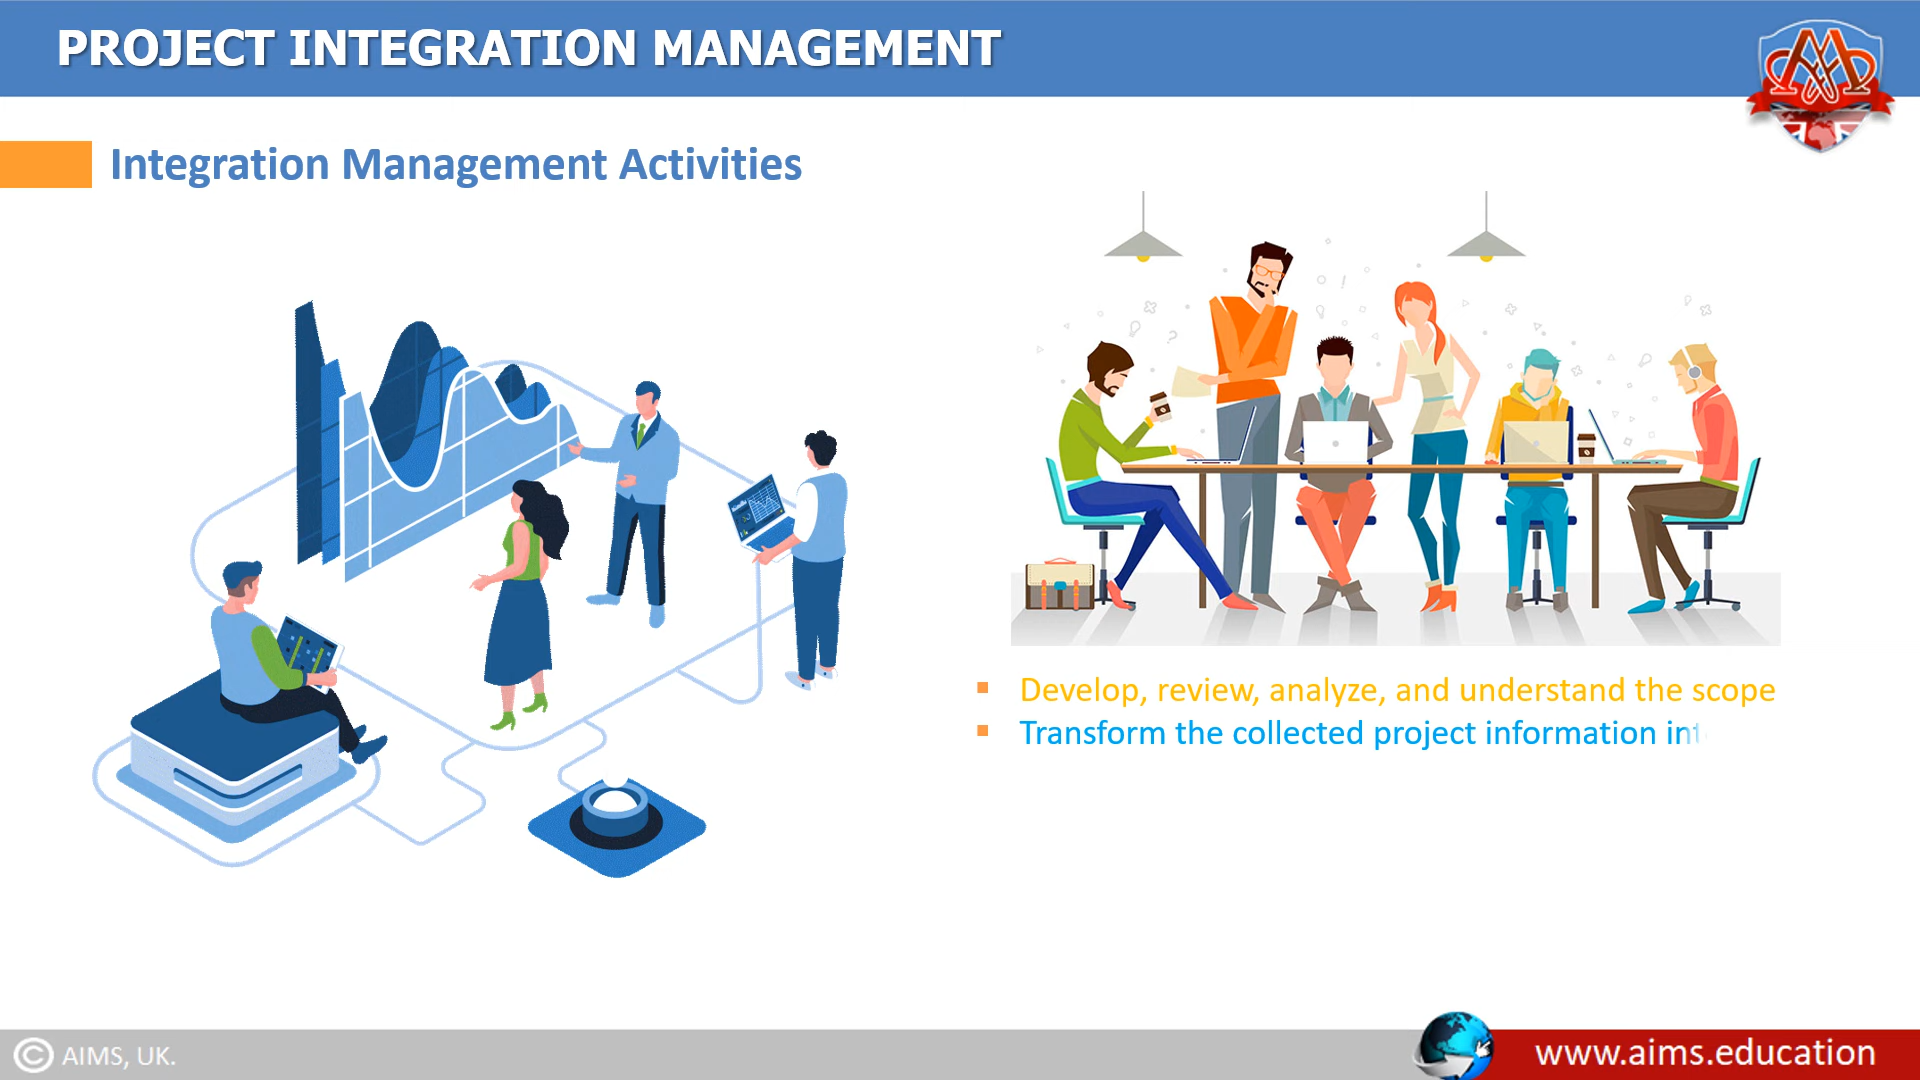 PROJECT INTEGRATION MANAGEMENT
Integration Management Activities
▪ Develop, review, analyze, and understand the scope
▪ Transform the collected project information
© AIMS, UK.
www.aims.education